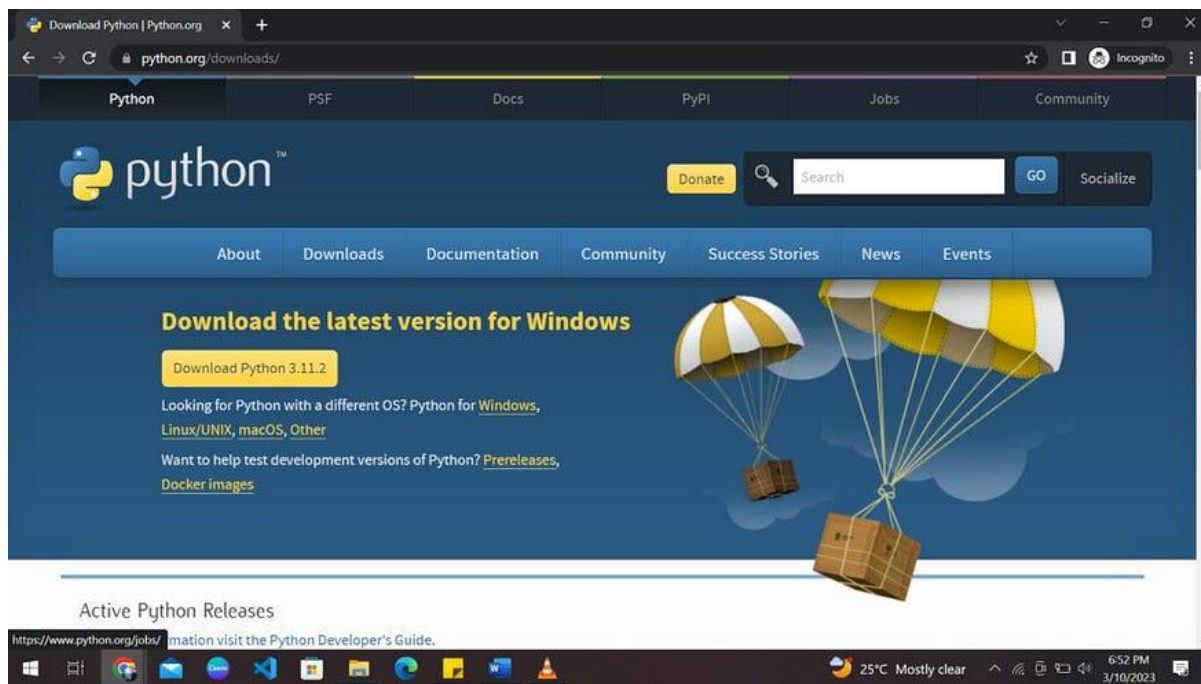 Download Python | Python.org
python.org/downloads/
Incognito
Python PSF Docs PyPI Jobs Community
python™
Donate Search GO Socialize
About Downloads Documentation Community Success Stories News Events
Download the latest version for Windows
Download Python 3.11.2
Looking for Python with a different OS? Python for Windows,
Linux/UNIX, macOS, Other
Want to help test development versions of Python? Prereleases,
Docker images
Active Python Releases
https://www.python.org/jobs/ mation visit the Python Developer's Guide.
25°C Mostly clear
6:52 PM
3/10/2023